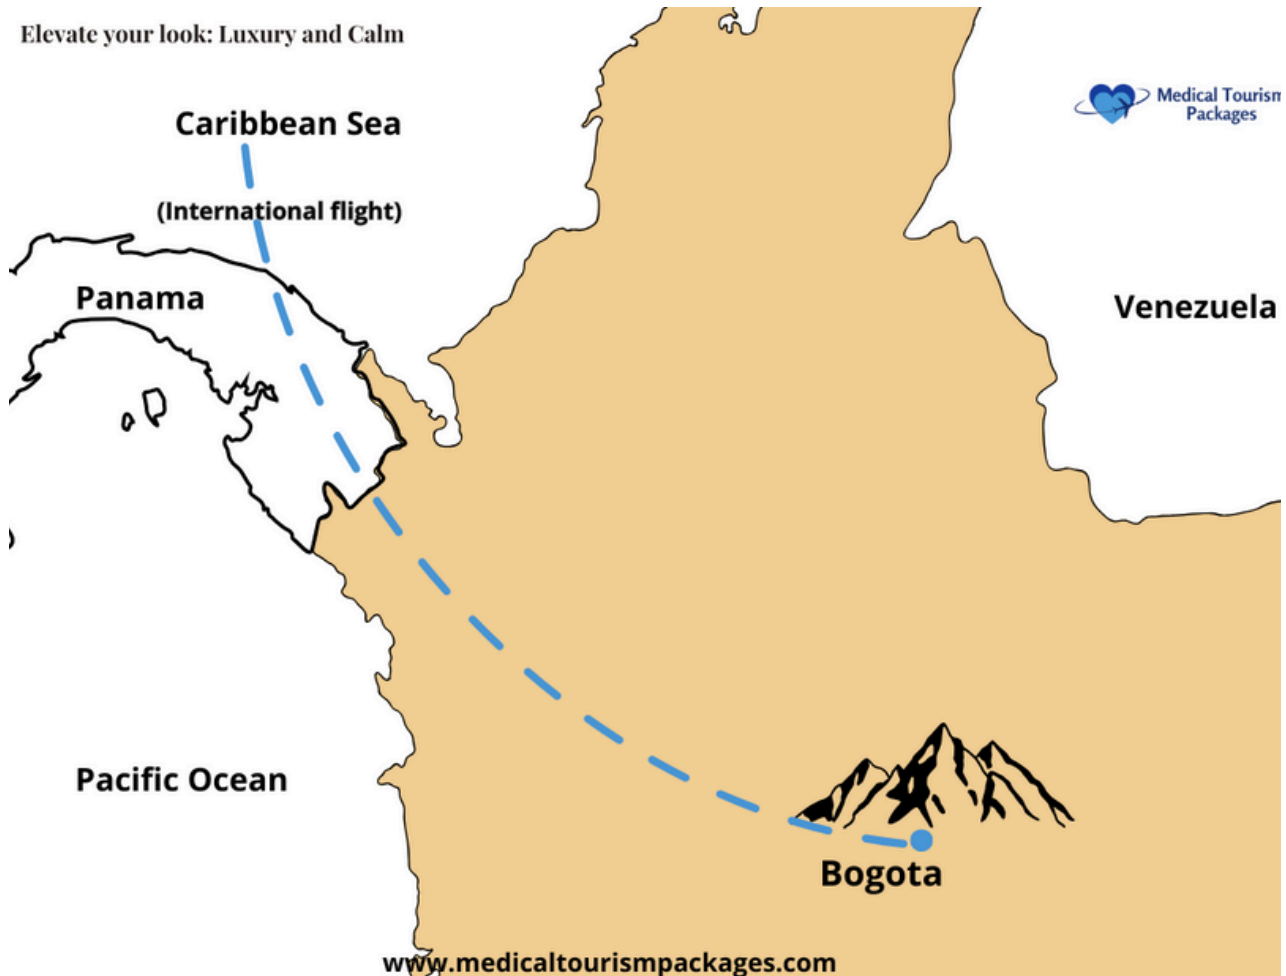 Elevate your look: Luxury and Calm
Medical Tourism
Packages
Caribbean Sea
(International flight)
Panama
Venezuela
Pacific Ocean
Bogota
www.medicaltourismpackages.com